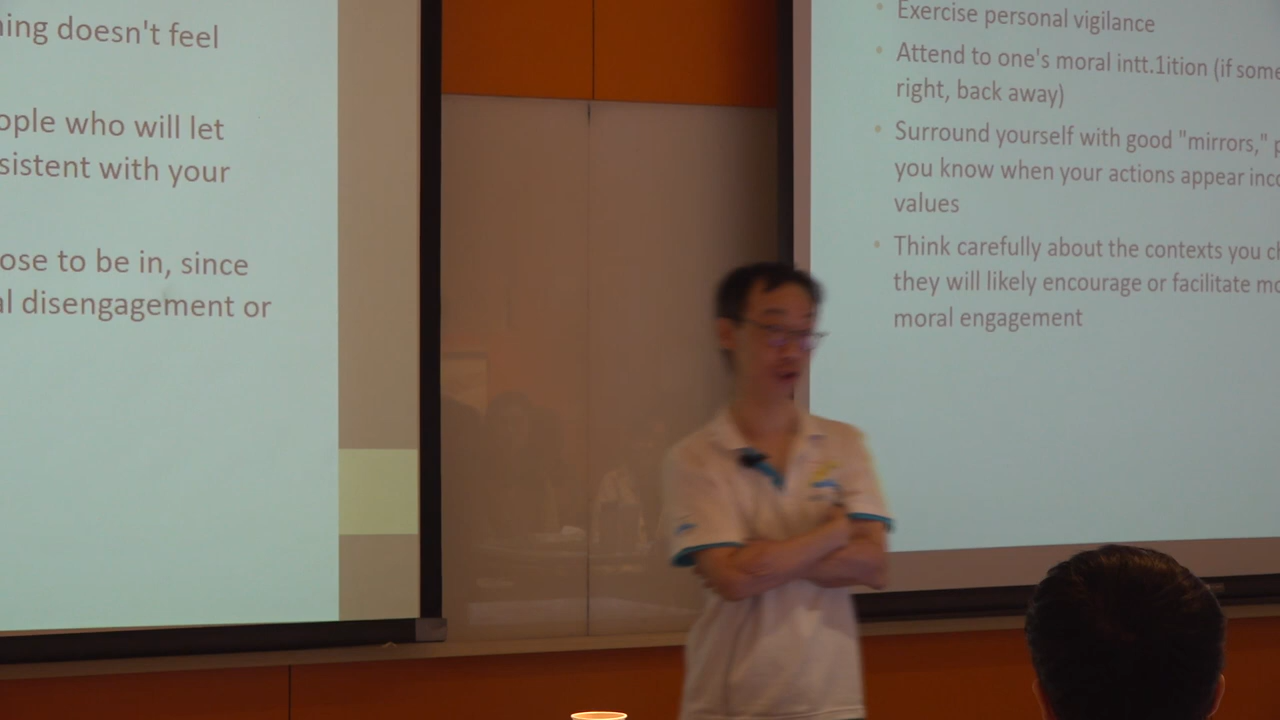 ning doesn't feel
ople who will let
sistent with your
ose to be in, since
al disengagement or
Exercise personal vigilance
Attend to one's moral intt.1ition (if some
right, back away)
Surround yourself with good "mirrors," p
you know when your actions appear inco
values
Think carefully about the contexts you ch
they will likely encourage or facilitate mo
moral engagement